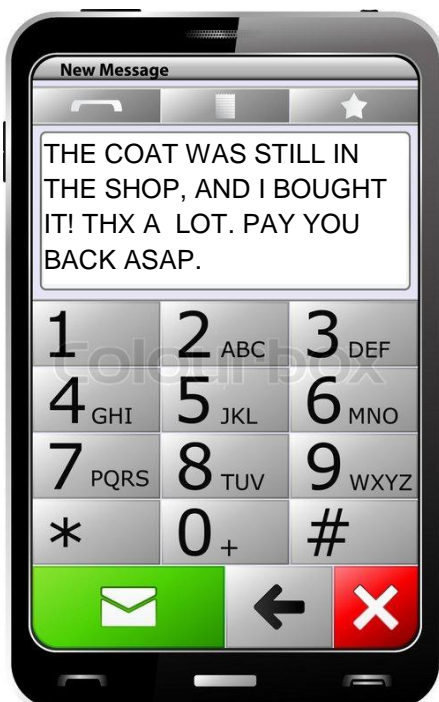 New Message
THE COAT WAS STILL IN
THE SHOP, AND I BOUGHT
IT! THX A LOT. PAY YOU
BACK ASAP.
1 2 ABC 3 DEF
Colourbox
4 GHI 5 JKL 6 MNO
7 PQRS 8 TUV 9 WXYZ
* 0 + #